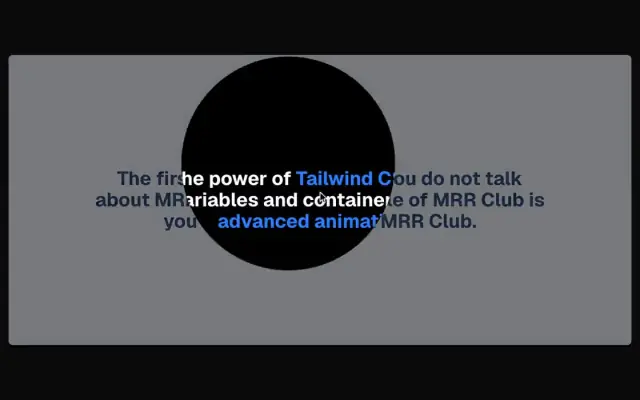 The firshe power of Tailwind Cou do not talk
about MRariables and containerle of MRR Club is
you advanced animatMRR Club.